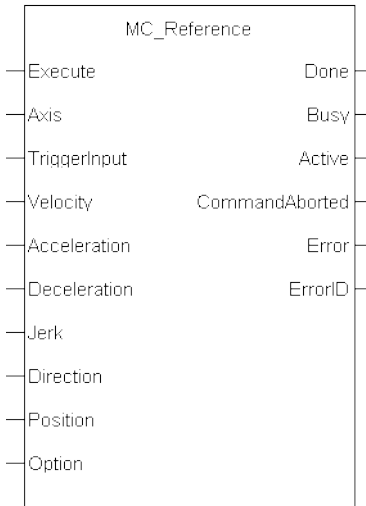 MC_Reference
Execute Done
Axis Busy
TriggerInput Active
Velocity CommandAborted
Acceleration Error
Deceleration ErrorID
Jerk
Direction
Position
Option